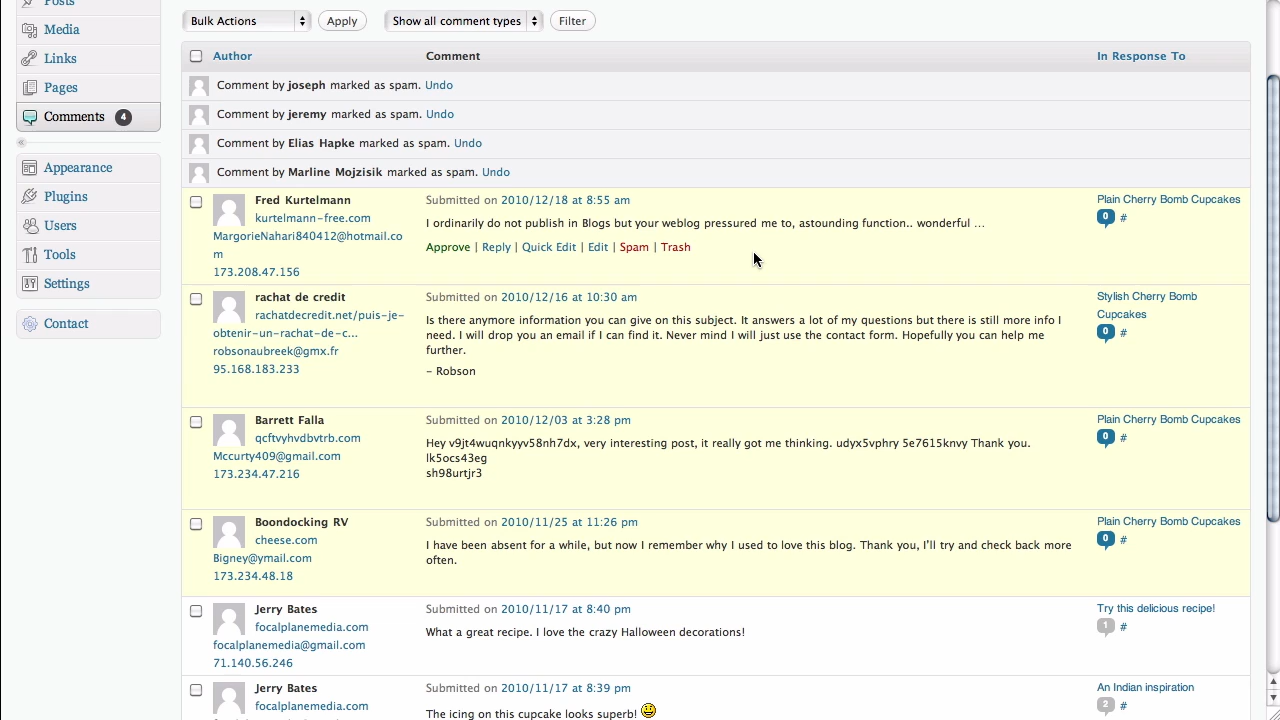 Posts
Media
Links
Pages
Comments 4
Appearance
Plugins
Users
Tools
Settings
Contact
Bulk Actions Apply Show all comment types Filter
Author Comment In Response To
Comment by joseph marked as spam. Undo
Comment by jeremy marked as spam. Undo
Comment by Elias Hapke marked as spam. Undo
Comment by Marline Mojzisik marked as spam. Undo
Fred Kurtelmann
kurtelmann-free.com
MargorieNahari840412@hotmail.co
m
173.208.47.156
Submitted on 2010/12/18 at 8:55 am
I ordinarily do not publish in Blogs but your weblog pressured me to, astounding function.. wonderful ...
Approve | Reply | Quick Edit | Edit | Spam | Trash
Plain Cherry Bomb Cupcakes
0 #
rachat de credit
rachatdecredit.net/puis-je-
obtenir-un-rachat-de-c...
robsonaubreek@gmx.fr
95.168.183.233
Submitted on 2010/12/16 at 10:30 am
Is there anymore information you can give on this subject. It answers a lot of my questions but there is still more info I
need. I will drop you an email if I can find it. Never mind I will just use the contact form. Hopefully you can help me
further.
– Robson
Stylish Cherry Bomb
Cupcakes
0 #
Barrett Falla
qcftvyhvdbvtrb.com
Mccurty409@gmail.com
173.234.47.216
Submitted on 2010/12/03 at 3:28 pm
Hey v9jt4wuqnkyyv58nh7dx, very interesting post, it really got me thinking. udyx5vphry 5e7615knvy Thank you.
lk5ocs43eg
sh98urtjr3
Plain Cherry Bomb Cupcakes
0 #
Boondocking RV
cheese.com
Bigney@ymail.com
173.234.48.18
Submitted on 2010/11/25 at 11:26 pm
I have been absent for a while, but now I remember why I used to love this blog. Thank you, I'll try and check back more
often.
Plain Cherry Bomb Cupcakes
0 #
Jerry Bates
focalplanemedia.com
focalplanemedia@gmail.com
71.140.56.246
Submitted on 2010/11/17 at 8:40 pm
What a great recipe. I love the crazy Halloween decorations!
Try this delicious recipe!
1 #
Jerry Bates
focalplanemedia.com
Submitted on 2010/11/17 at 8:39 pm
The icing on this cupcake looks superb!
An Indian inspiration
2 #